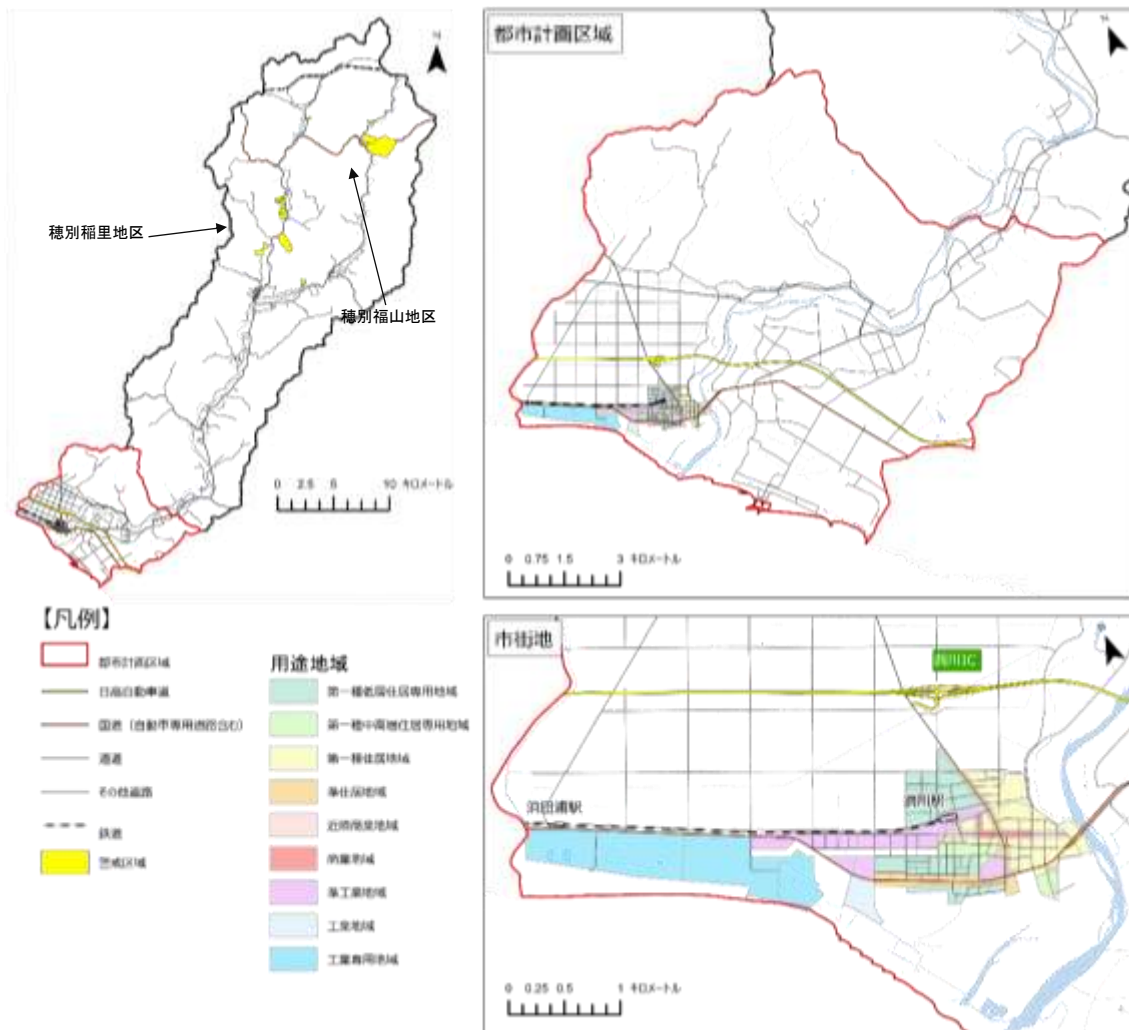 N
穂別稲里地区
穂別福山地区
0 2.5 5 10 キロメートル
都市計画区域
N
0 0.75 1.5 3 キロメートル
【凡例】
都市計画区域
日高自動車道
国道（自動車専用道路含む）
道道
その他道路
鉄道
警戒区域
用途地域
第一種低層住居専用地域
第一種中高層住居専用地域
第一種住居地域
準住居地域
近隣商業地域
商業地域
準工業地域
工業地域
工業専用地域
市街地
鵡川IC
浜田浦駅
鵡川駅
0 0.25 0.5 1 キロメートル